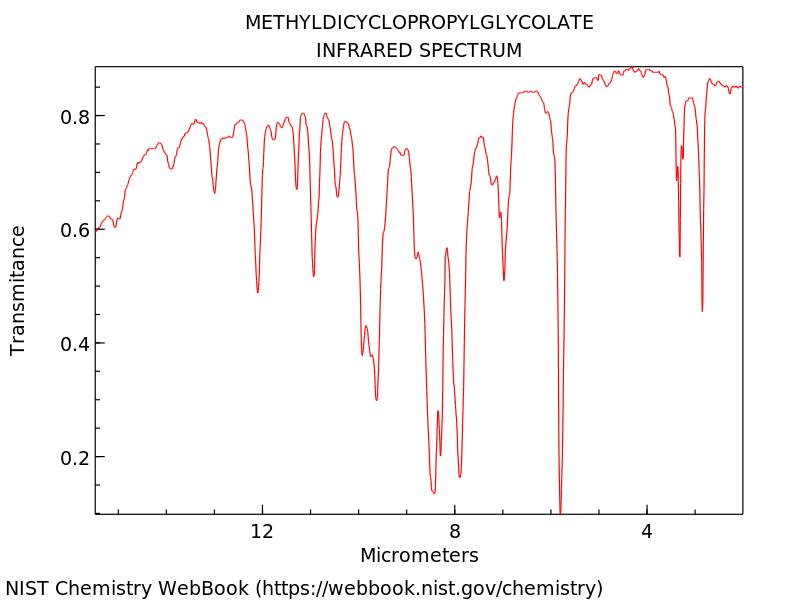 METHYLDICYCLOPROPYLGLYCOLATE
INFRARED SPECTRUM
0.8
0.6
0.4
0.2
Transmitance
12
8
4
Micrometers
NIST Chemistry WebBook (https://webbook.nist.gov/chemistry)